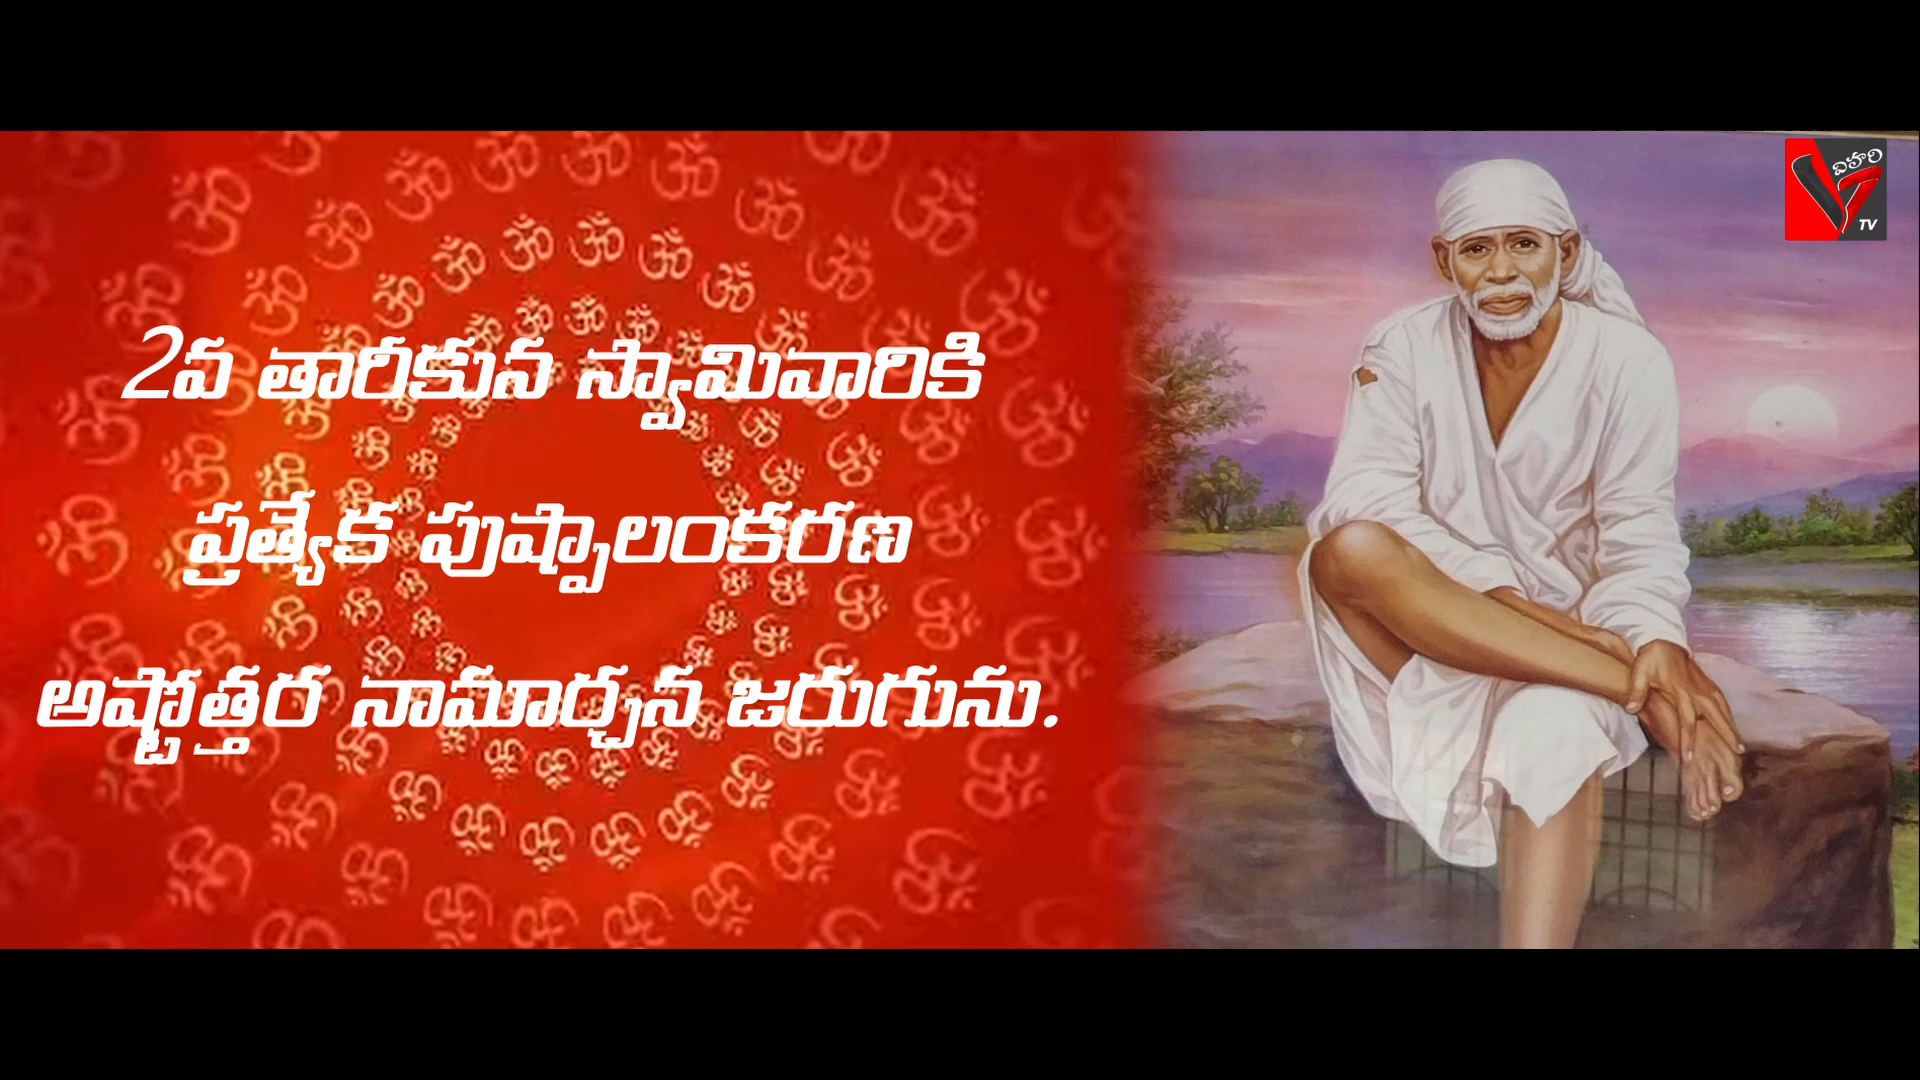 విహారి
TV
2వ తారీకున స్వామివారికి
ప్రత్యేక పుష్పాలంకరణ
అష్టోత్తర నామార్చన జరుగును.